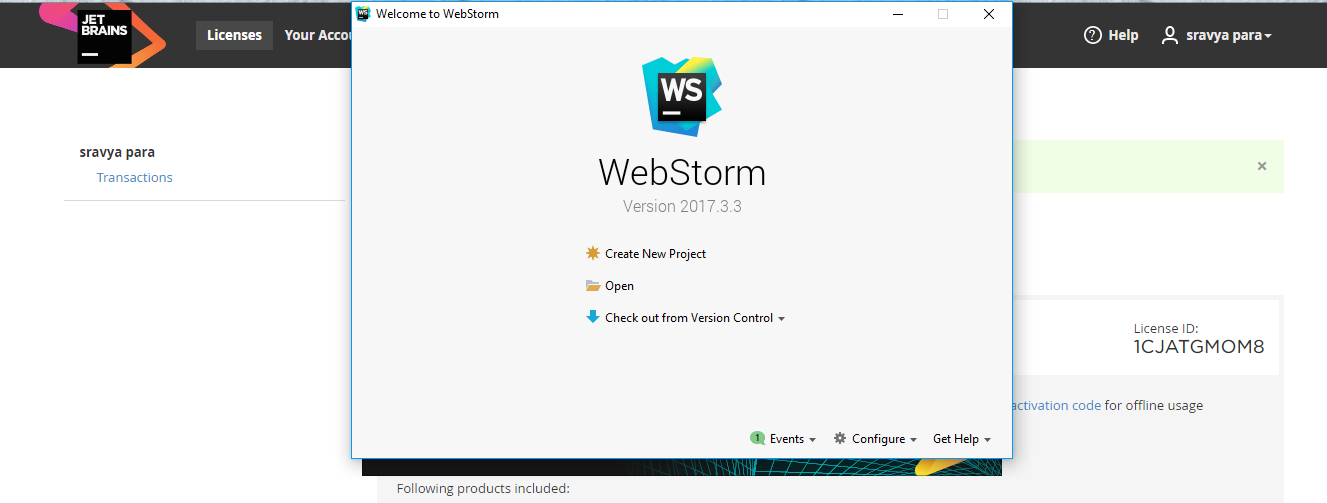 JET
BRAINS
Licenses
Your Accou
Help
sravya para
sravya para
Transactions
Welcome to WebStorm
WS
WebStorm
Version 2017.3.3
Create New Project
Open
Check out from Version Control
1 Events
Configure
Get Help
×
License ID:
1CJATGMOM8
activation code for offline usage
Following products included: